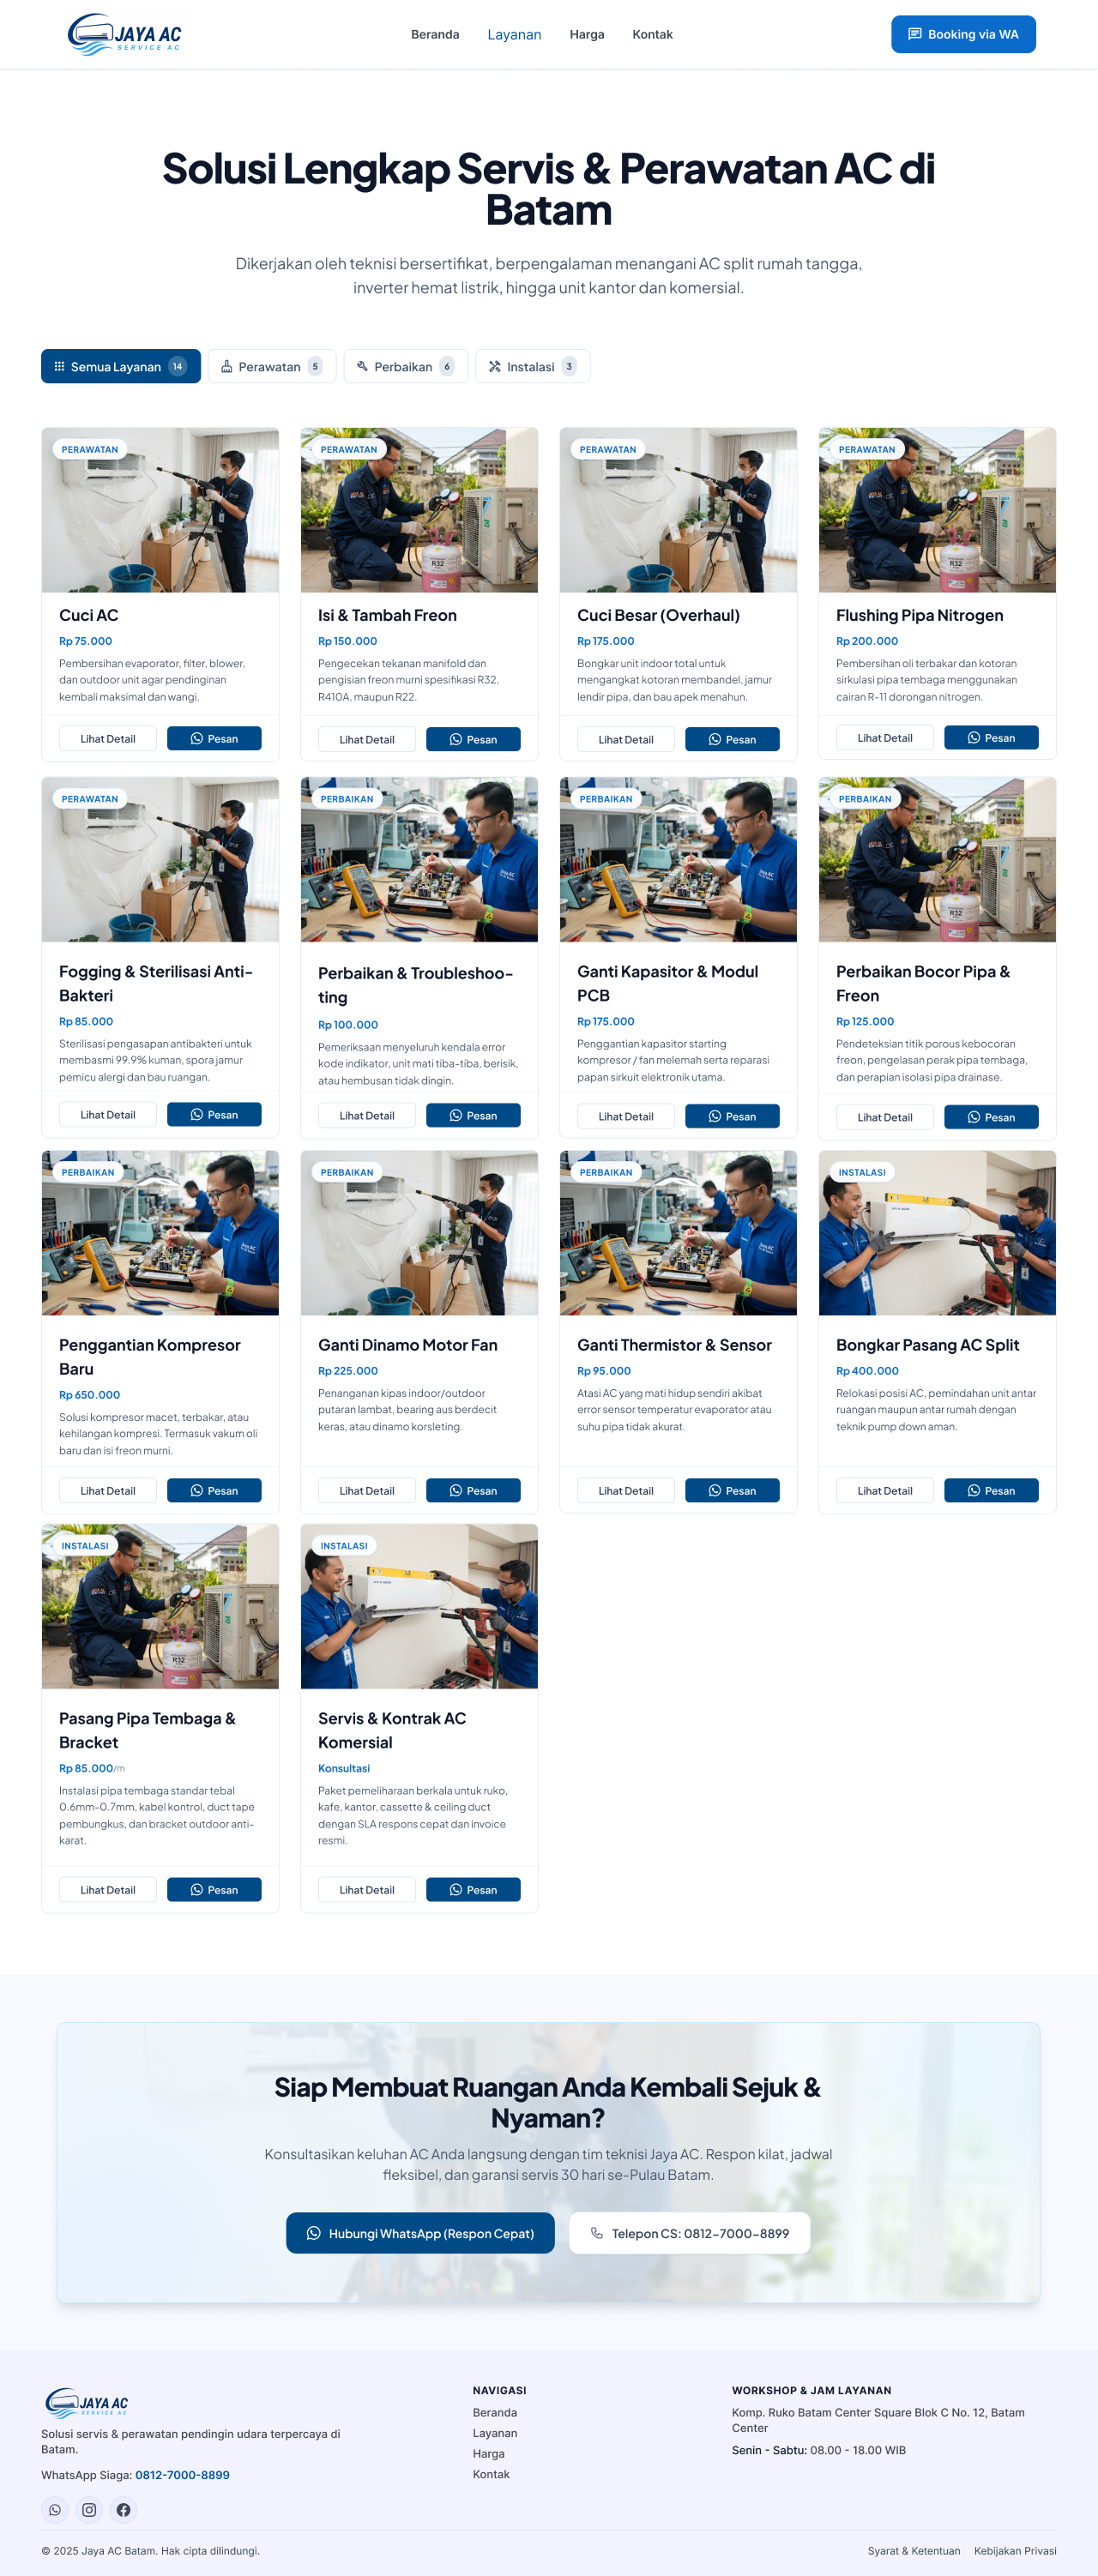 JAYA AC
SERVICE AC
Beranda
Layanan
Harga
Kontak
Booking via WA
Solusi Lengkap Servis & Perawatan AC di
Batam
Dikerjakan oleh teknisi bersertifikat, berpengalaman menangani AC split rumah tangga,
inverter hemat listrik, hingga unit kantor dan komersial.
Semua Layanan 14
Perawatan 5
Perbaikan 6
Instalasi 3
PERAWATAN
Cuci AC
Rp 75.000
Pembersihan evaporator, filter, blower,
dan outdoor unit agar pendinginan
kembali maksimal dan wangi.
Lihat Detail
Pesan
PERAWATAN
R32
Isi & Tambah Freon
Rp 150.000
Pengecekan tekanan manifold dan
pengisian freon murni spesifikasi R32,
R410A, maupun R22.
Lihat Detail
Pesan
PERAWATAN
Cuci Besar (Overhaul)
Rp 175.000
Bongkar unit indoor total untuk
mengangkat kotoran membandel, jamur
lendir pipa, dan bau apek menahun.
Lihat Detail
Pesan
PERAWATAN
R32
Flushing Pipa Nitrogen
Rp 200.000
Pembersihan oli terbakar dan kotoran
sirkulasi pipa tembaga menggunakan
cairan R-11 dorongan nitrogen.
Lihat Detail
Pesan
PERAWATAN
Fogging & Sterilisasi Anti-
Bakteri
Rp 85.000
Sterilisasi pengasapan antibakteri untuk
membasmi 99.9% kuman, spora jamur
pemicu alergi dan bau ruangan.
Lihat Detail
Pesan
PERBAIKAN
Jaya AC
Perbaikan & Troubleshoo-
ting
Rp 100.000
Pemeriksaan menyeluruh kendala error
kode indikator, unit mati tiba-tiba, berisik,
atau hembusan tidak dingin.
Lihat Detail
Pesan
PERBAIKAN
Jaya AC
Ganti Kapasitor & Modul
PCB
Rp 175.000
Penggantian kapasitor starting
kompresor / fan melemah serta reparasi
papan sirkuit elektronik utama.
Lihat Detail
Pesan
PERBAIKAN
R32
Perbaikan Bocor Pipa &
Freon
Rp 125.000
Pendeteksian titik porous kebocoran
freon, pengelasan perak pipa tembaga,
dan perapian isolasi pipa drainase.
Lihat Detail
Pesan
PERBAIKAN
Jaya AC
Penggantian Kompresor
Baru
Rp 650.000
Solusi kompresor macet, terbakar, atau
kehilangan kompresi. Termasuk vakum oli
baru dan isi freon murni.
Lihat Detail
Pesan
PERBAIKAN
Ganti Dinamo Motor Fan
Rp 225.000
Penanganan kipas indoor/outdoor
putaran lambat, bearing aus berdecit
keras, atau dinamo korsleting.
Lihat Detail
Pesan
PERBAIKAN
Jaya AC
Ganti Thermistor & Sensor
Rp 95.000
Atasi AC yang mati hidup sendiri akibat
error sensor temperatur evaporator atau
suhu pipa tidak akurat.
Lihat Detail
Pesan
INSTALASI
Bongkar Pasang AC Split
Rp 400.000
Relokasi posisi AC, pemindahan unit antar
ruangan maupun antar rumah dengan
teknik pump down aman.
Lihat Detail
Pesan
INSTALASI
R32
Pasang Pipa Tembaga &
Bracket
Rp 85.000/m
Instalasi pipa tembaga standar tebal
0.6mm-0.7mm, kabel kontrol, duct tape
pembungkus, dan bracket outdoor anti-
karat.
Lihat Detail
Pesan
INSTALASI
Servis & Kontrak AC
Komersial
Konsultasi
Paket pemeliharaan berkala untuk ruko,
kafe, kantor, cassette & ceiling duct
dengan SLA respons cepat dan invoice
resmi.
Lihat Detail
Pesan
Siap Membuat Ruangan Anda Kembali Sejuk &
Nyaman?
Konsultasikan keluhan AC Anda langsung dengan tim teknisi Jaya AC. Respon kilat, jadwal
fleksibel, dan garansi servis 30 hari se-Pulau Batam.
Hubungi WhatsApp (Respon Cepat)
Telepon CS: 0812-7000-8899
JAYA AC
SERVICE AC
Solusi servis & perawatan pendingin udara terpercaya di
Batam.
WhatsApp Siaga: 0812-7000-8899
NAVIGASI
Beranda
Layanan
Harga
Kontak
WORKSHOP & JAM LAYANAN
Komp. Ruko Batam Center Square Blok C No. 12, Batam
Center
Senin - Sabtu: 08.00 - 18.00 WIB
© 2025 Jaya AC Batam. Hak cipta dilindungi.
Syarat & Ketentuan
Kebijakan Privasi